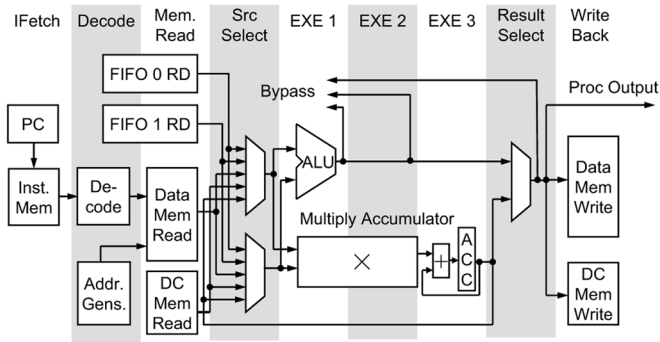 IFetch
Decode
Mem.
Read
Src
Select
EXE 1
EXE 2
EXE 3
Result
Select
Write
Back
FIFO 0 RD
FIFO 1 RD
Bypass
Proc Output
PC
Inst.
Mem
De-
code
Data
Mem
Read
Addr.
Gens.
DC
Mem
Read
ALU
Multiply Accumulator
×
+
A
C
C
Data
Mem
Write
DC
Mem
Write